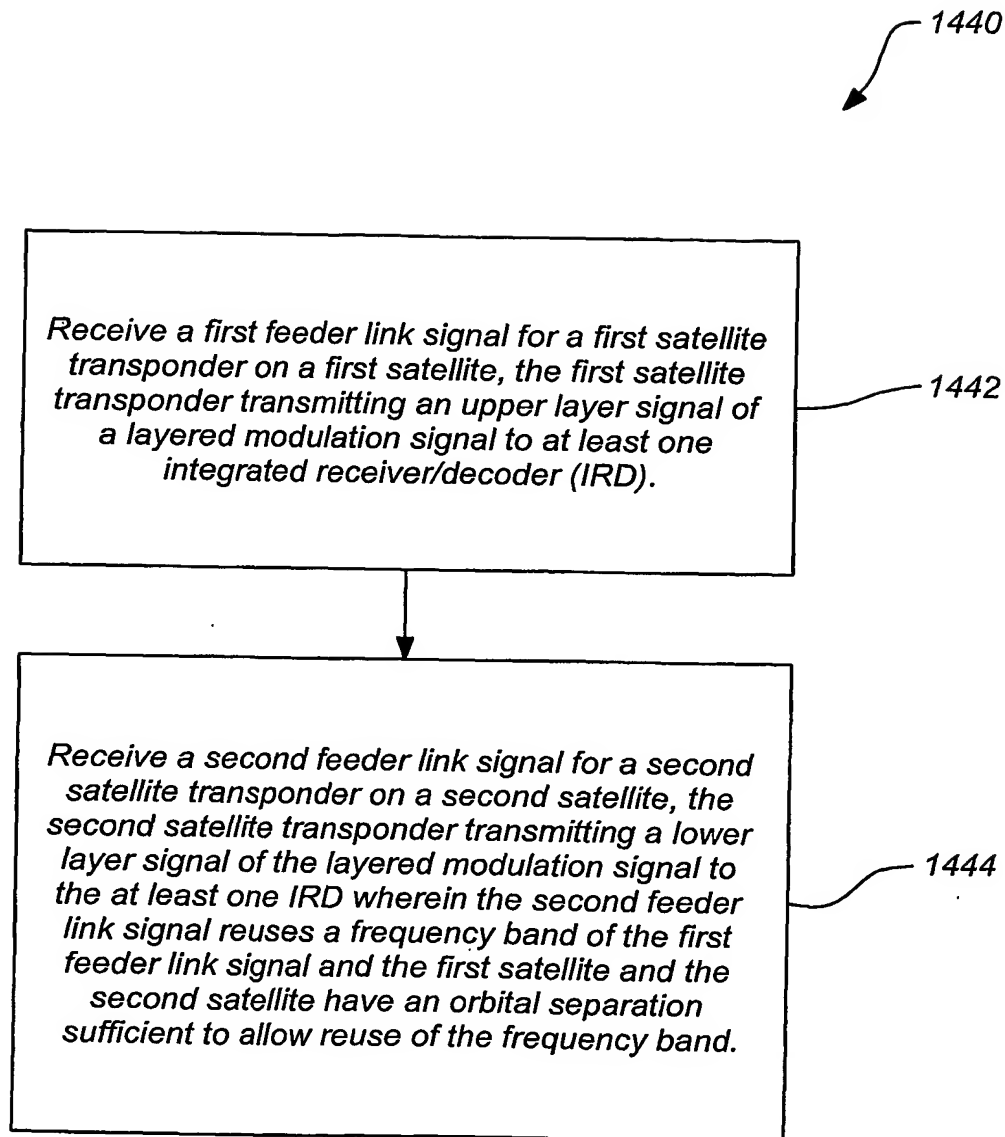 1440
Receive a first feeder link signal for a first satellite
transponder on a first satellite, the first satellite
transponder transmitting an upper layer signal of
a layered modulation signal to at least one
integrated receiver/decoder (IRD).
1442
Receive a second feeder link signal for a second
satellite transponder on a second satellite, the
second satellite transponder transmitting a lower
layer signal of the layered modulation signal to
the at least one IRD wherein the second feeder
link signal reuses a frequency band of the first
feeder link signal and the first satellite and the
second satellite have an orbital separation
sufficient to allow reuse of the frequency band.
1444